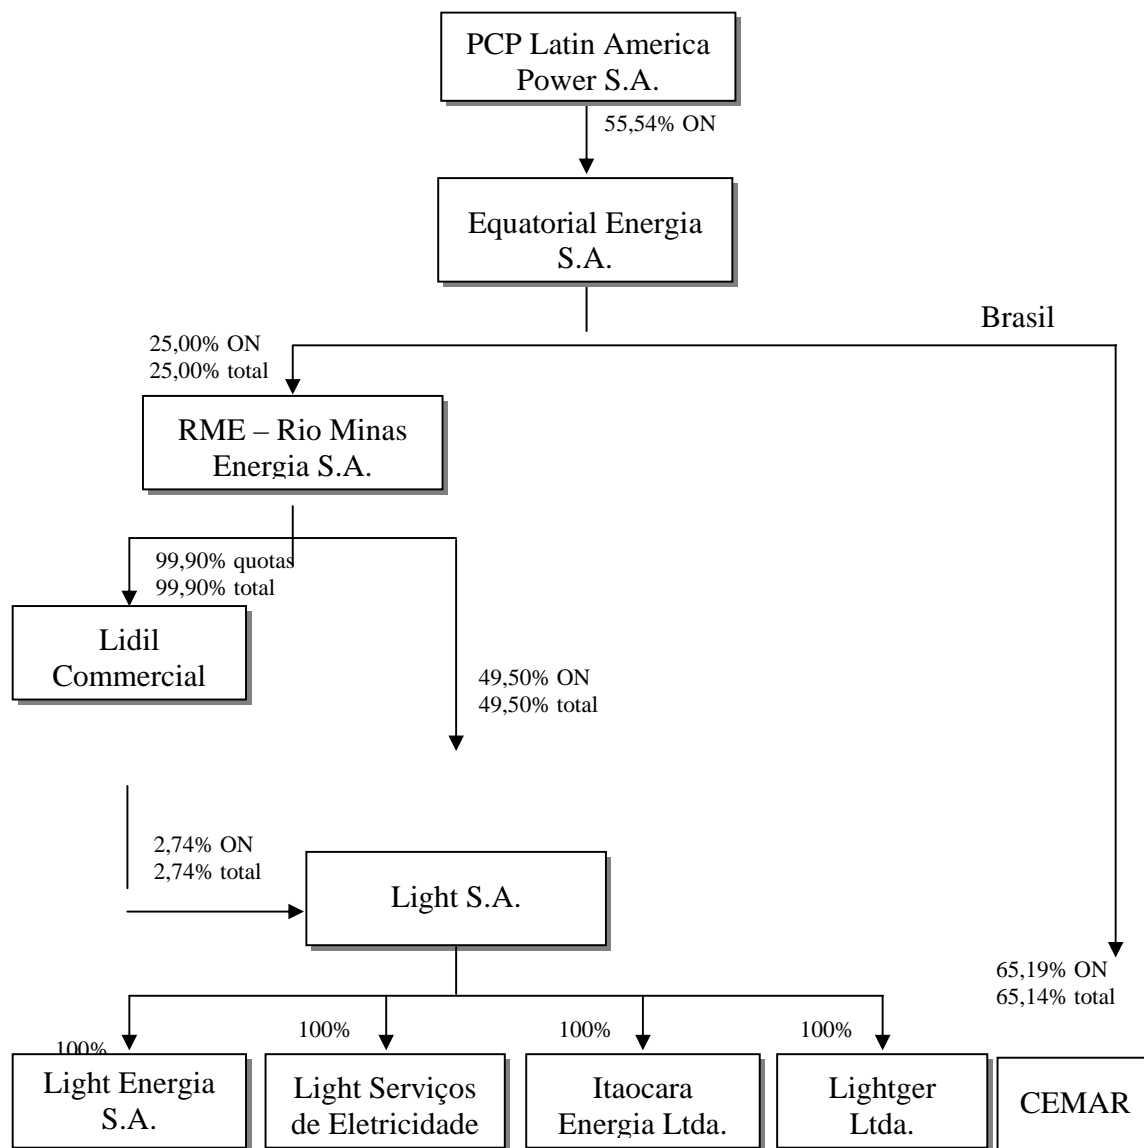 PCP Latin America
Power S.A.
55,54% ON
Equatorial Energia
S.A.
Brasil
25,00% ON
25,00% total
RME – Rio Minas
Energia S.A.
99,90% quotas
99,90% total
Lidil
Commercial
49,50% ON
49,50% total
2,74% ON
2,74% total
Light S.A.
65,19% ON
65,14% total
100%
100%
100%
100%
Light Energia
S.A.
Light Serviços
de Eletricidade
Itaocara
Energia Ltda.
Lightger
Ltda.
CEMAR